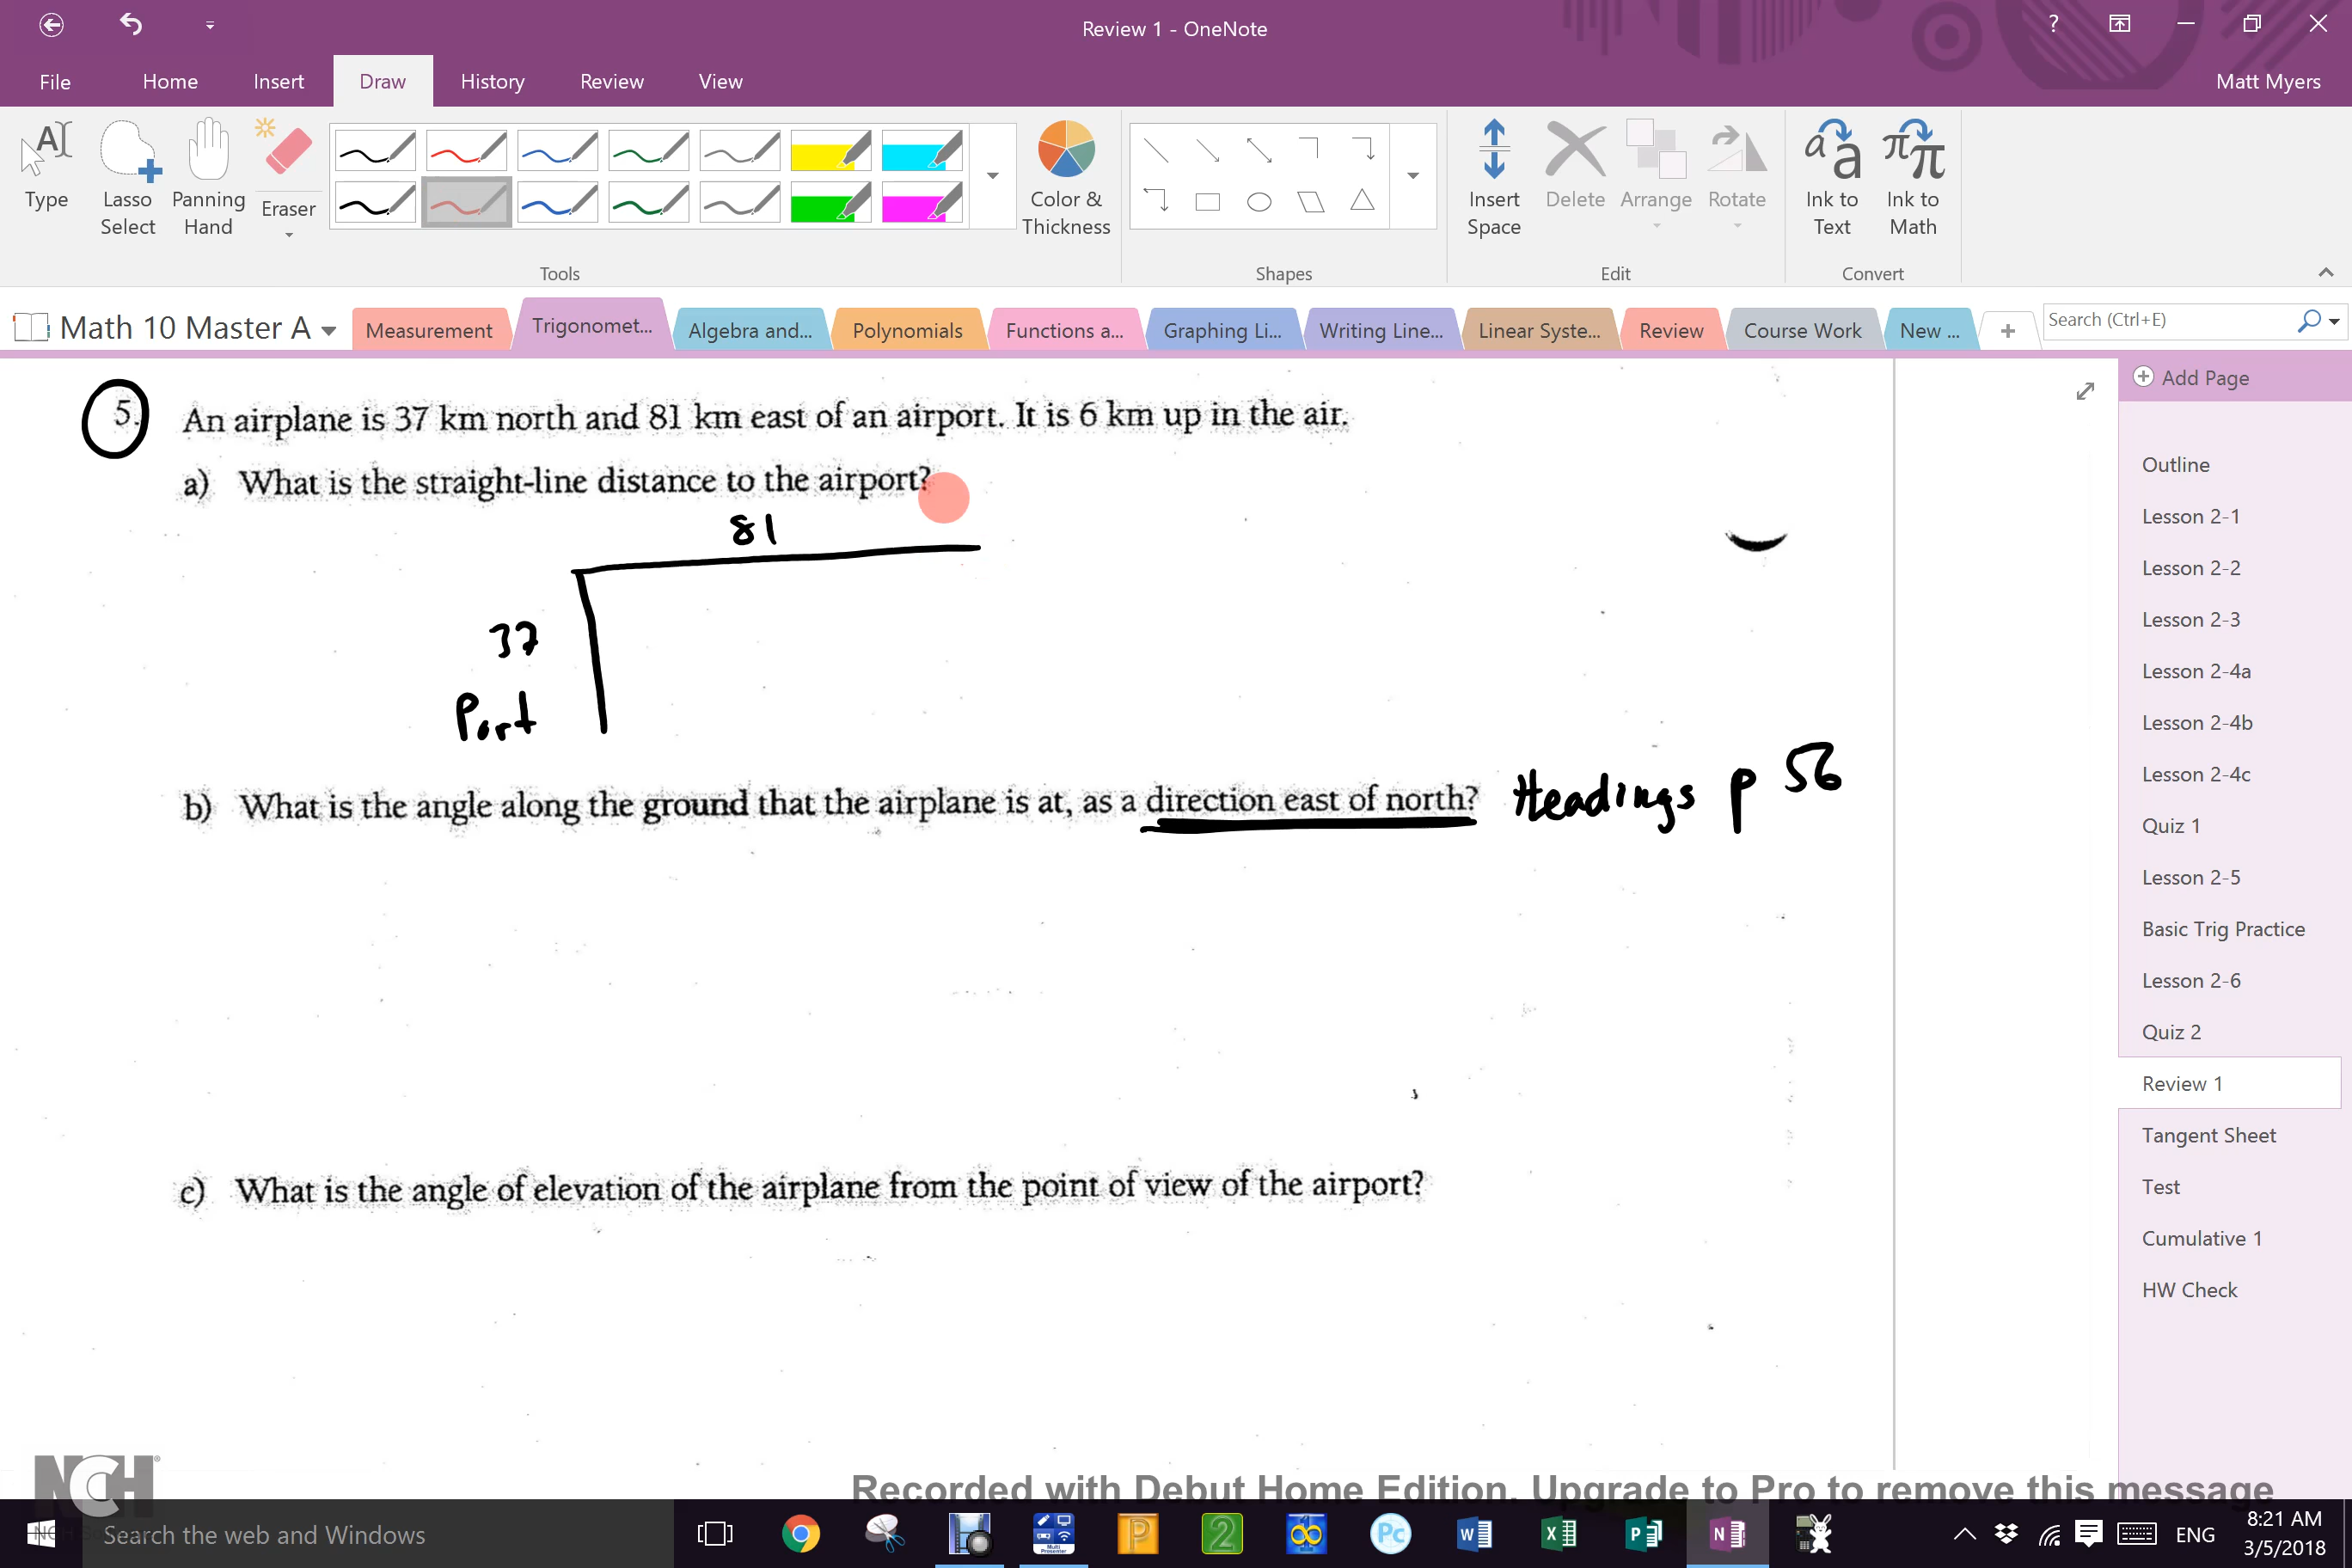 Review 1 - OneNote
?
File
Home
Insert
Draw
History
Review
View
Matt Myers
Type
Lasso Select
Panning Hand
Eraser
Color & Thickness
Insert Space
Delete
Arrange
Rotate
Ink to Text
Ink to Math
Tools
Shapes
Edit
Convert
Math 10 Master A
Measurement
Trigonomet...
Algebra and...
Polynomials
Functions a...
Graphing Li...
Writing Line...
Linear Syste...
Review
Course Work
New ...
Search (Ctrl+E)
5. An airplane is 37 km north and 81 km east of an airport. It is 6 km up in the air.
a) What is the straight-line distance to the airport?
81
37
Port
b) What is the angle along the ground that the airplane is at, as a direction east of north? Headings p 56
c) What is the angle of elevation of the airplane from the point of view of the airport?
Add Page
Outline
Lesson 2-1
Lesson 2-2
Lesson 2-3
Lesson 2-4a
Lesson 2-4b
Lesson 2-4c
Quiz 1
Lesson 2-5
Basic Trig Practice
Lesson 2-6
Quiz 2
Review 1
Tangent Sheet
Test
Cumulative 1
HW Check
NCH
Recorded with Debut Home Edition. Upgrade to Pro to remove this message
Search the web and Windows
ENG
8:21 AM
3/5/2018